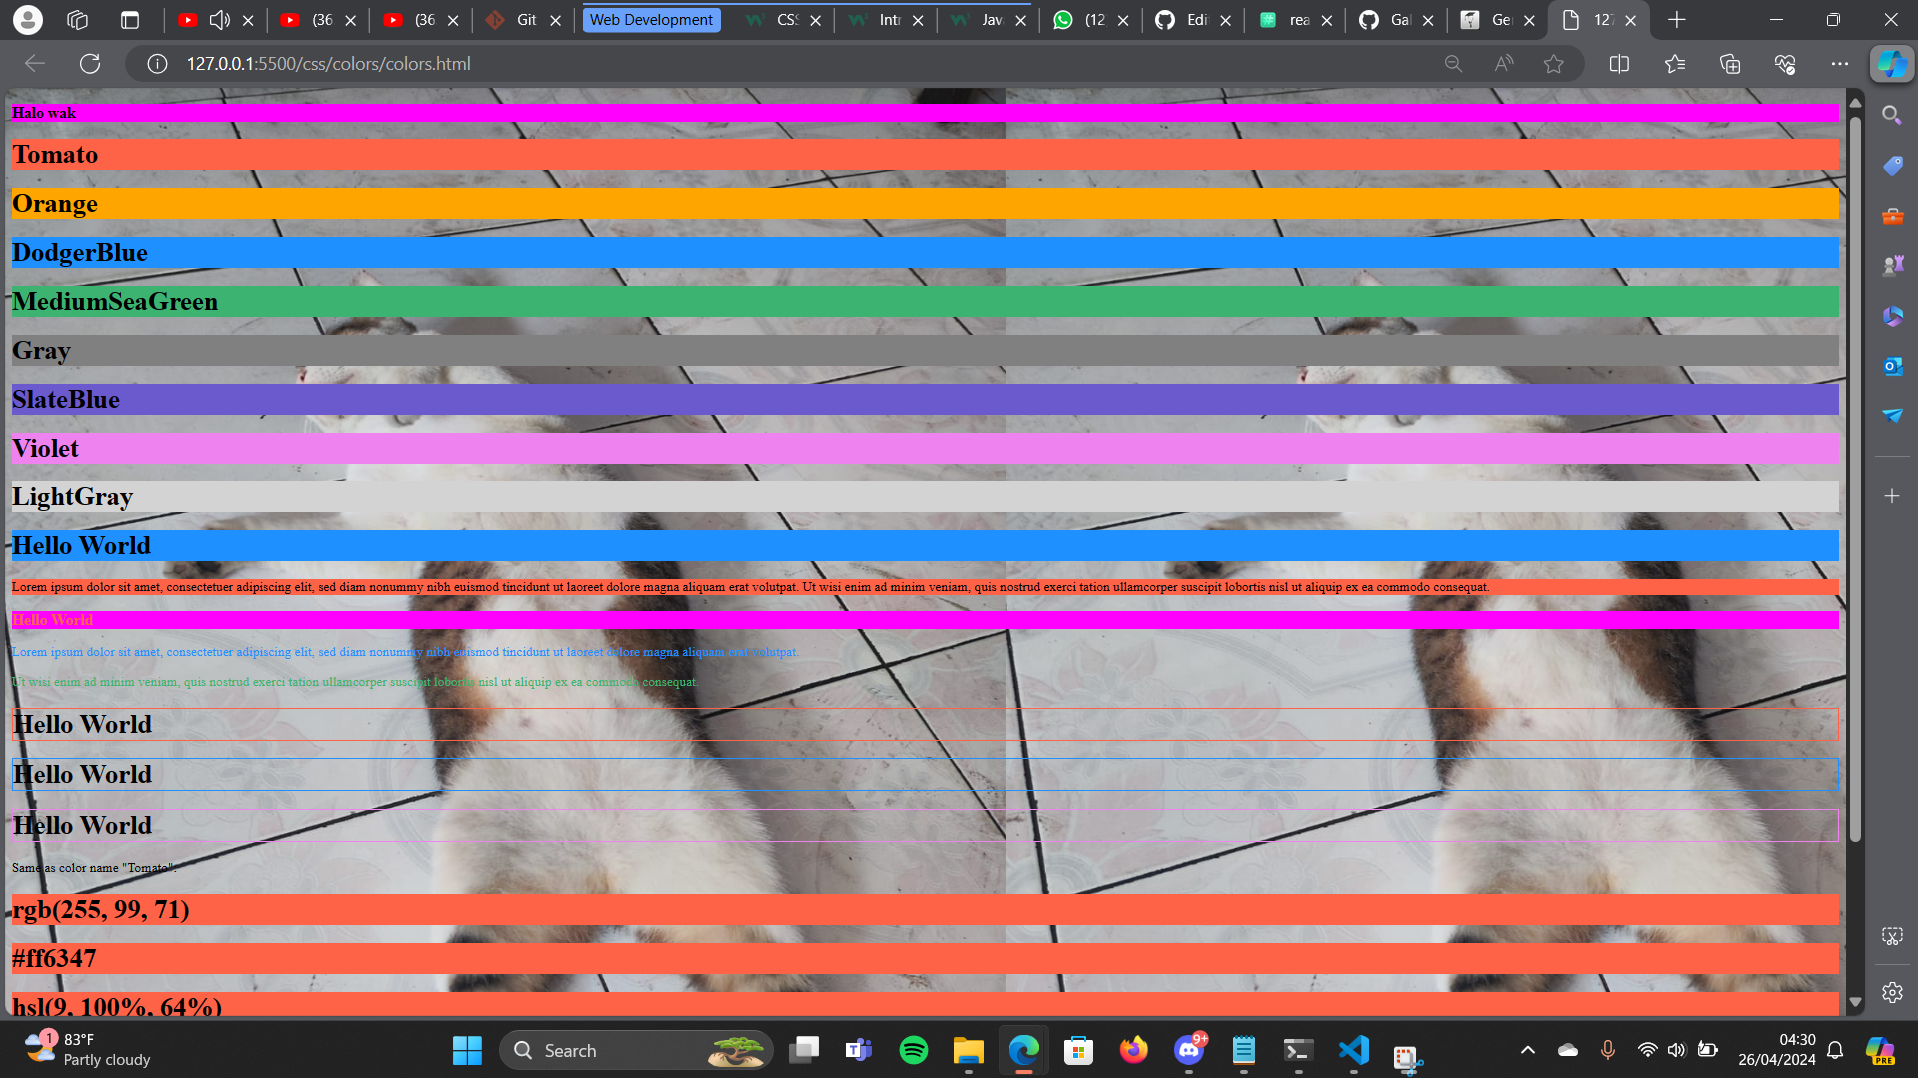 (36
(36
Git
Web Development
CSS
Intr
Java
(12
Edi
rea
Gal
Ge
127
127.0.0.1:5500/css/colors/colors.html
Halo wak
Tomato
Orange
DodgerBlue
MediumSeaGreen
Gray
SlateBlue
Violet
LightGray
Hello World
Lorem ipsum dolor sit amet, consectetuer adipiscing elit, sed diam nonummy nibh euismod tincidunt ut laoreet dolore magna aliquam erat volutpat. Ut wisi enim ad minim veniam, quis nostrud exerci tation ullamcorper suscipit lobortis nisl ut aliquip ex ea commodo consequat.
Hello World
Lorem ipsum dolor sit amet, consectetuer adipiscing elit, sed diam nonummy nibh euismod tincidunt ut laoreet dolore magna aliquam erat volutpat.
Ut wisi enim ad minim veniam, quis nostrud exerci tation ullamcorper suscipit lobortis nisl ut aliquip ex ea commodo consequat.
Hello World
Hello World
Hello World
Same as color name "Tomato":
rgb(255, 99, 71)
#ff6347
hsl(9, 100%, 64%)
1
83°F
Partly cloudy
Search
9+
04:30
26/04/2024
PRE